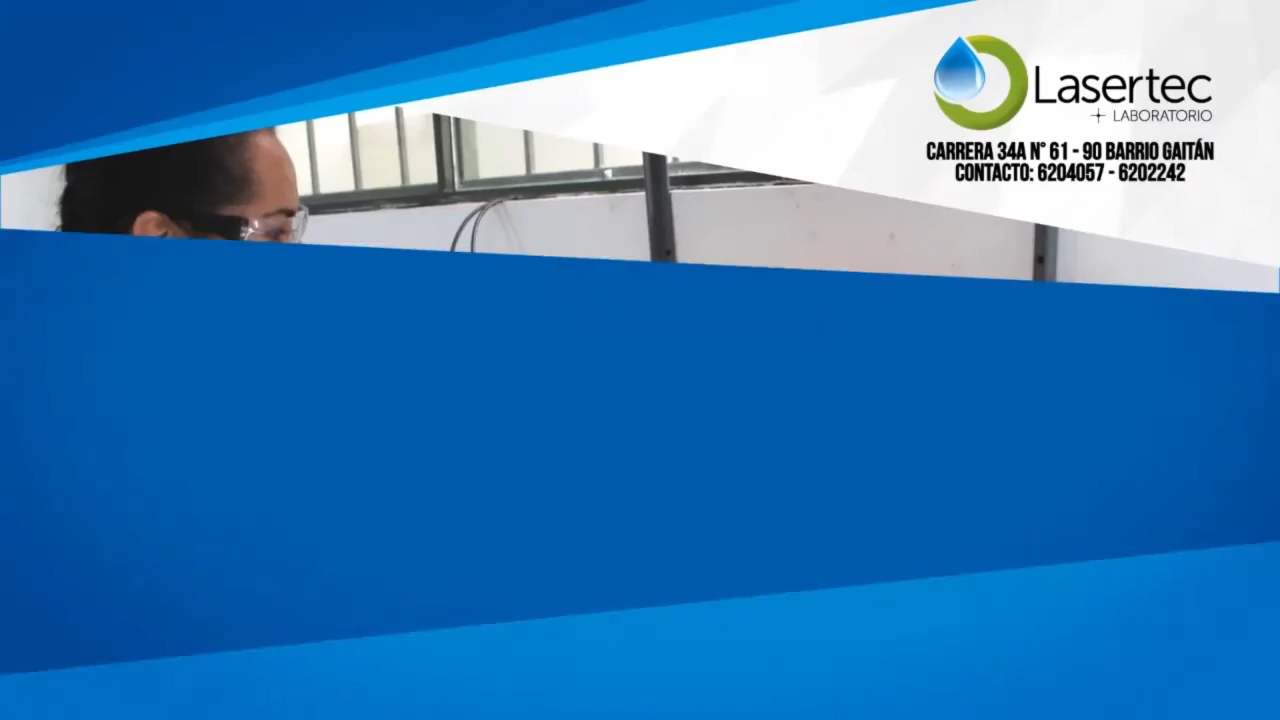 Lasertec
LABORATORIO
CARRERA 34A N° 61 - 90 BARRIO GAITÁN
CONTACTO: 6204057 - 6202242